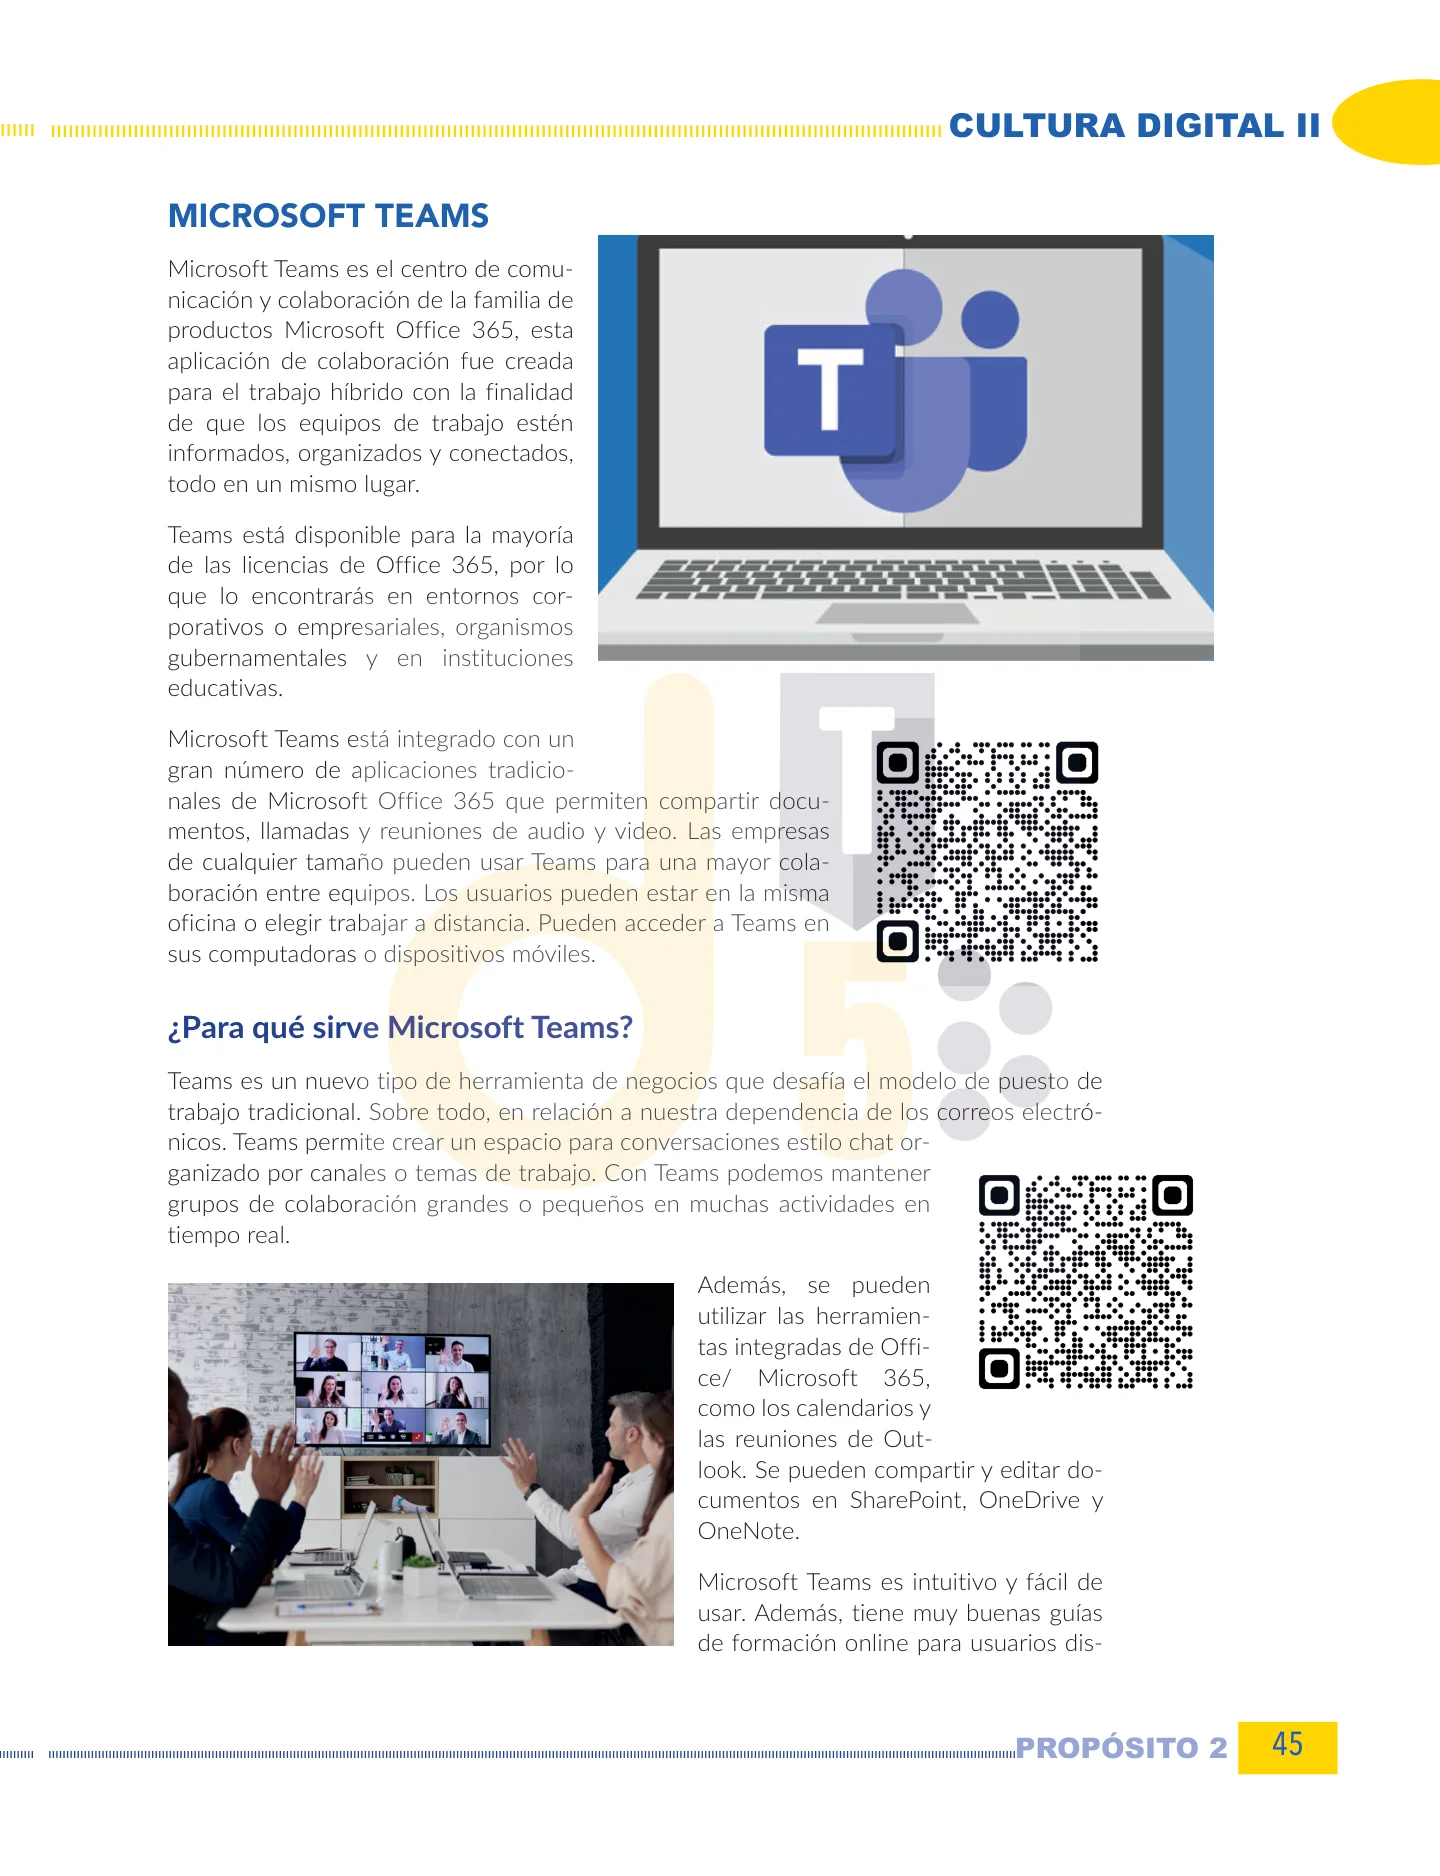 CULTURA DIGITAL II
MICROSOFT TEAMS
Microsoft Teams es el centro de comu-
nicación y colaboración de la familia de
productos Microsoft Office 365, esta
aplicación de colaboración fue creada
para el trabajo híbrido con la finalidad
de que los equipos de trabajo estén
informados, organizados y conectados,
todo en un mismo lugar.
Teams está disponible para la mayoría
de las licencias de Office 365, por lo
que lo encontrarás en entornos cor-
porativos o empresariales, organismos
gubernamentales y en instituciones
educativas.
T
Microsoft Teams está integrado con un
gran número de aplicaciones tradicio-
nales de Microsoft Office 365 que permiten compartir docu-
mentos, llamadas y reuniones de audio y video. Las empresas
de cualquier tamaño pueden usar Teams para una mayor cola-
boración entre equipos. Los usuarios pueden estar en la misma
oficina o elegir trabajar a distancia. Pueden acceder a Teams en
sus computadoras o dispositivos móviles.
d
T
5
¿Para qué sirve Microsoft Teams?
Teams es un nuevo tipo de herramienta de negocios que desafía el modelo de puesto de
trabajo tradicional. Sobre todo, en relación a nuestra dependencia de los correos electró-
nicos. Teams permite crear un espacio para conversaciones estilo chat or-
ganizado por canales o temas de trabajo. Con Teams podemos mantener
grupos de colaboración grandes o pequeños en muchas actividades en
tiempo real.
Además, se pueden
utilizar las herramien-
tas integradas de Offi-
ce/ Microsoft 365,
como los calendarios y
las reuniones de Out-
look. Se pueden compartir y editar do-
cumentos en SharePoint, OneDrive y
OneNote.
Microsoft Teams es intuitivo y fácil de
usar. Además, tiene muy buenas guías
de formación online para usuarios dis-
PROPÓSITO 2
45